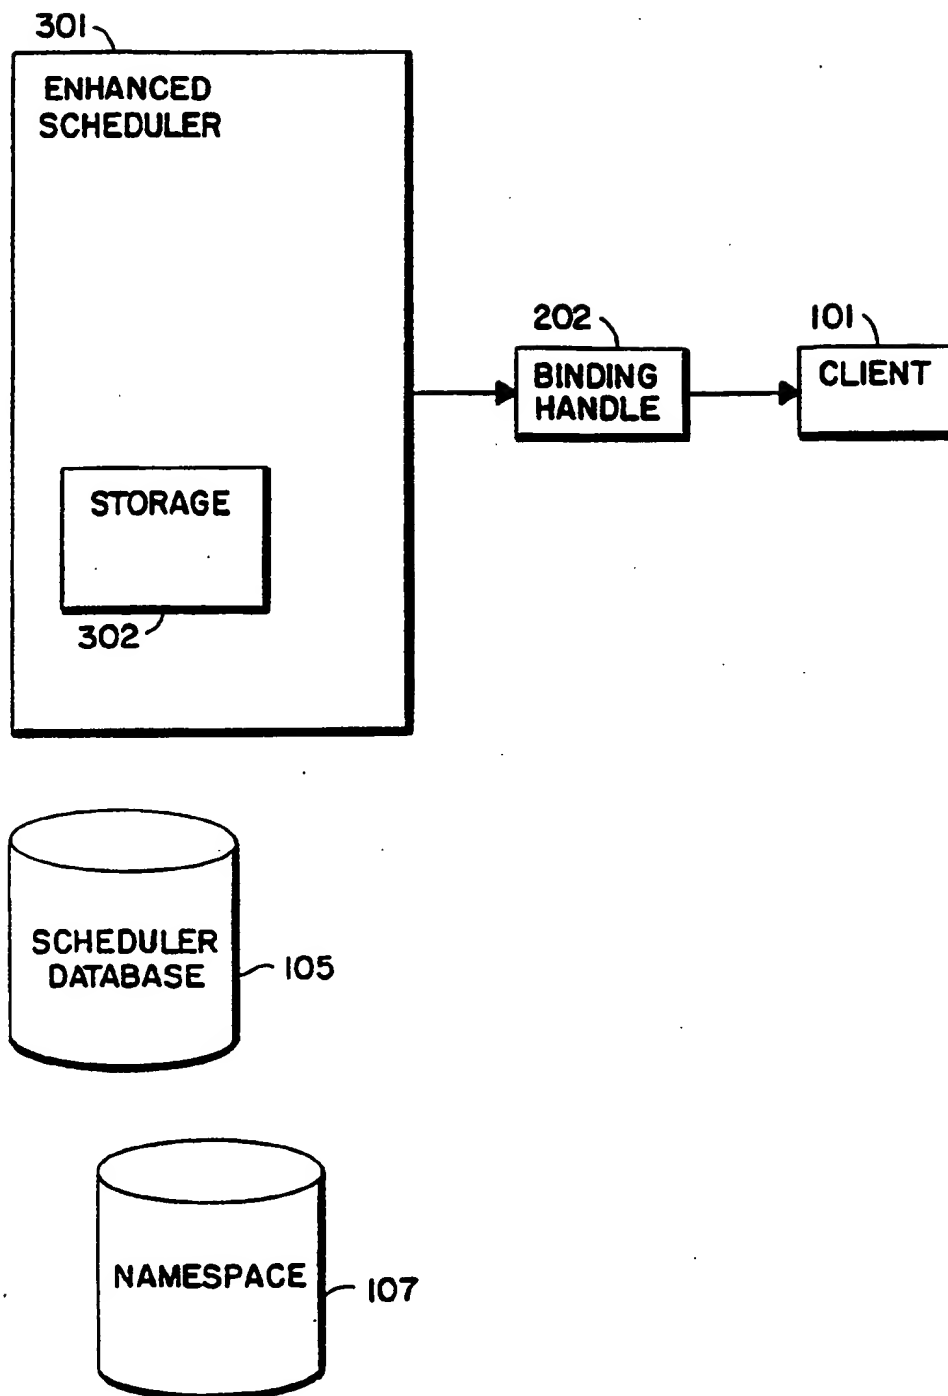 301
ENHANCED
SCHEDULER
202
101
BINDING
HANDLE
CLIENT
STORAGE
302
SCHEDULER
DATABASE
105
NAMESPACE
107